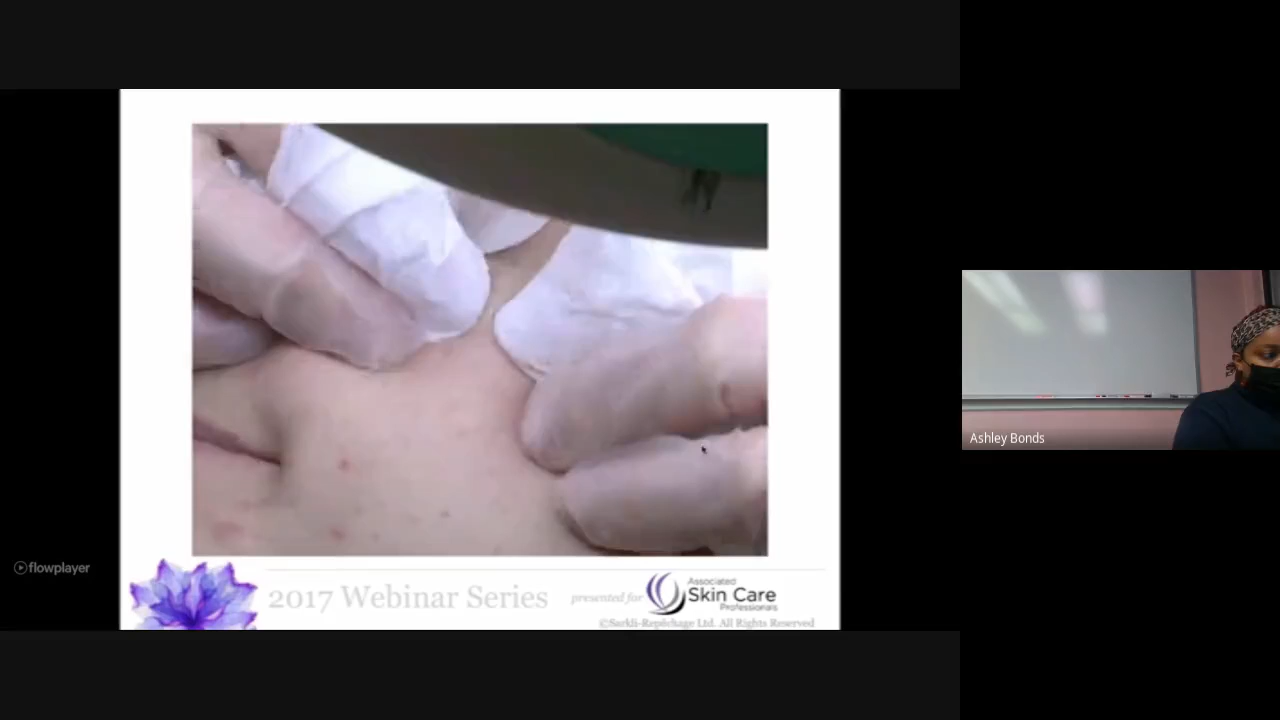 flowplayer
2017 Webinar Series
presented for
Associated
Skin Care
Professionals
©Sarkli-Repêchage Ltd. All Rights Reserved
Ashley Bonds